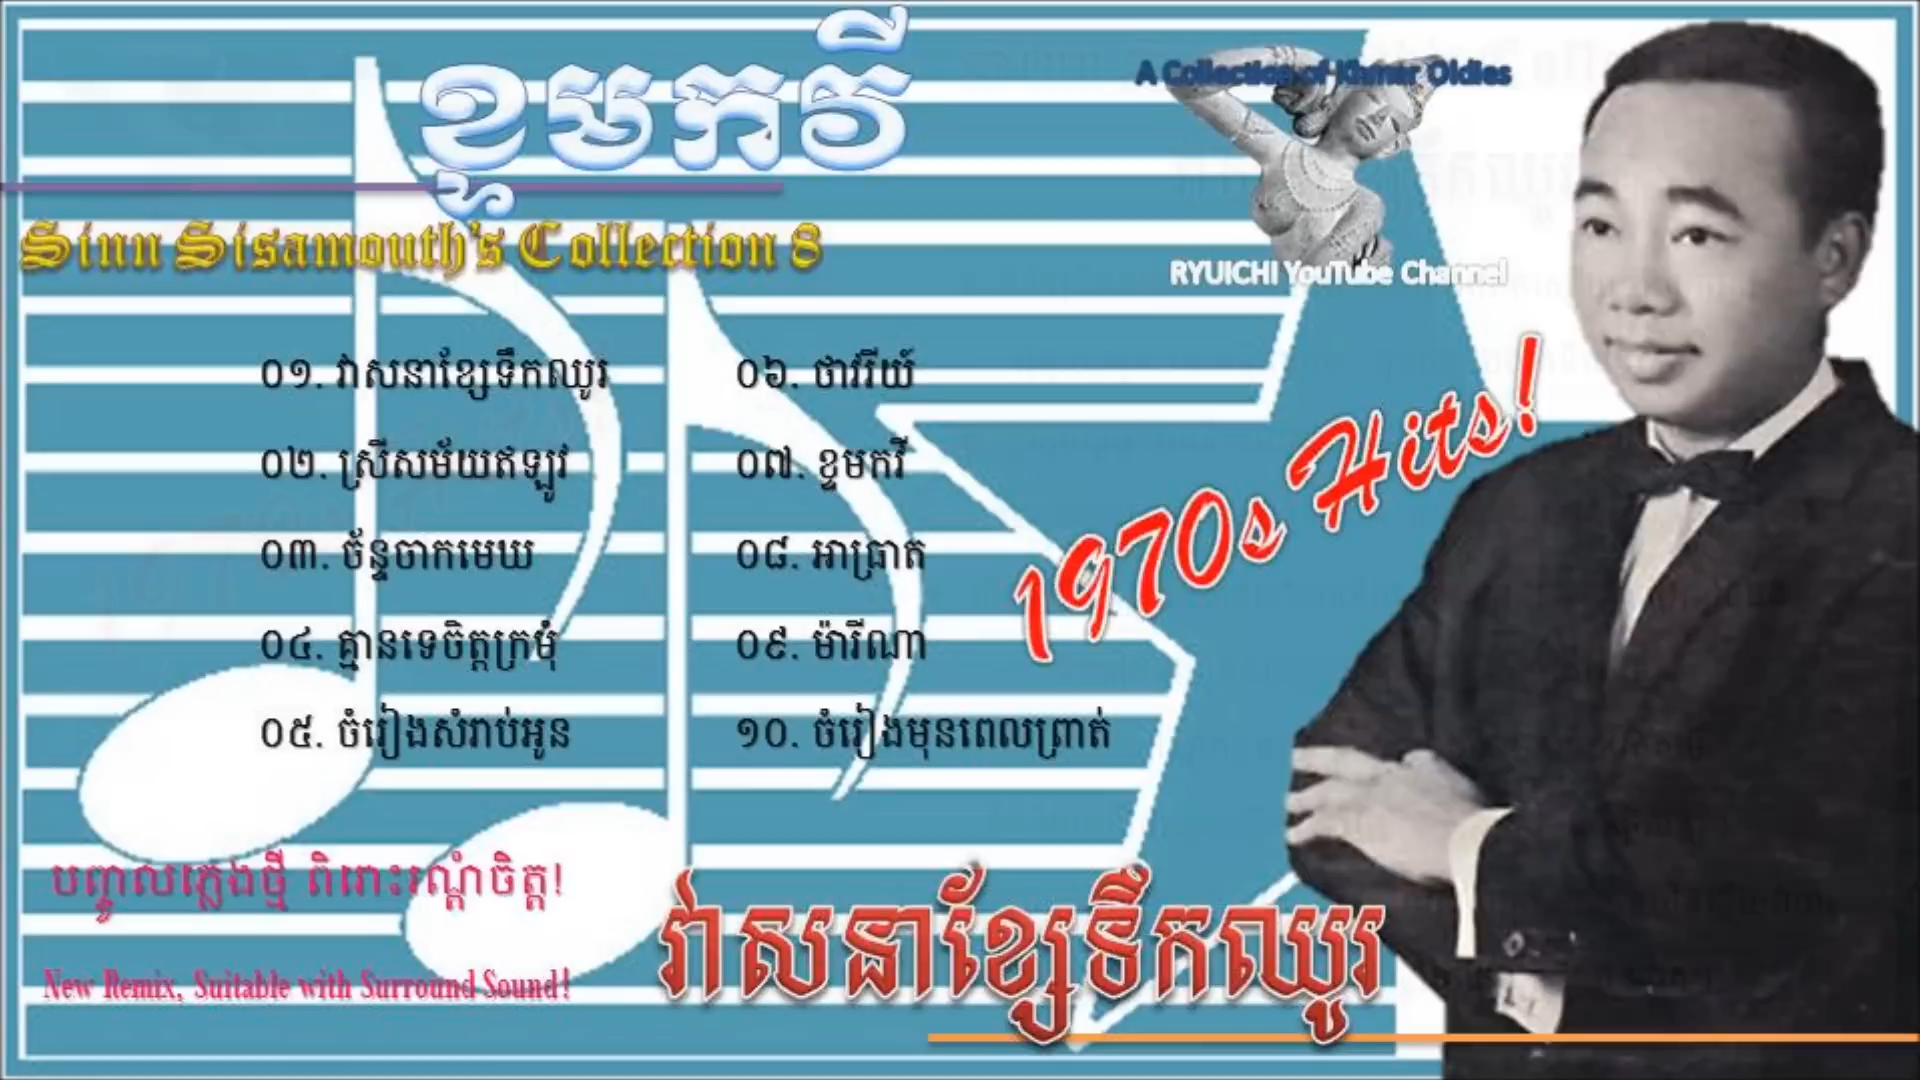 ខ្ទមកវី
A Collection of Khmer Oldies
Sinn Sisamouth's Collection 8
RYUICHI YouTube Channel
1970s Hits!
០១. វាសនាខ្សែទឹកឈូរ
០២. ស្រីសម័យឥឡូវ
០៣. ច័ន្ទចាកមេឃ
០៤. គ្មានទេចិត្តក្រមុំ
០៥. ចំរៀងសំរាប់អូន
០៦. ថាវរីយ៍
០៧. ខ្ទមកវី
០៨. អាធ្រាត
០៩. ម៉ារីណា
១០. ចំរៀងមុនពេលព្រាត់
បញ្ចូលភ្លេងថ្មី ពិរោះរណ្តំចិត្ត!
New Remix, Suitable with Surround Sound!
វាសនាខ្សែទឹកឈូរ